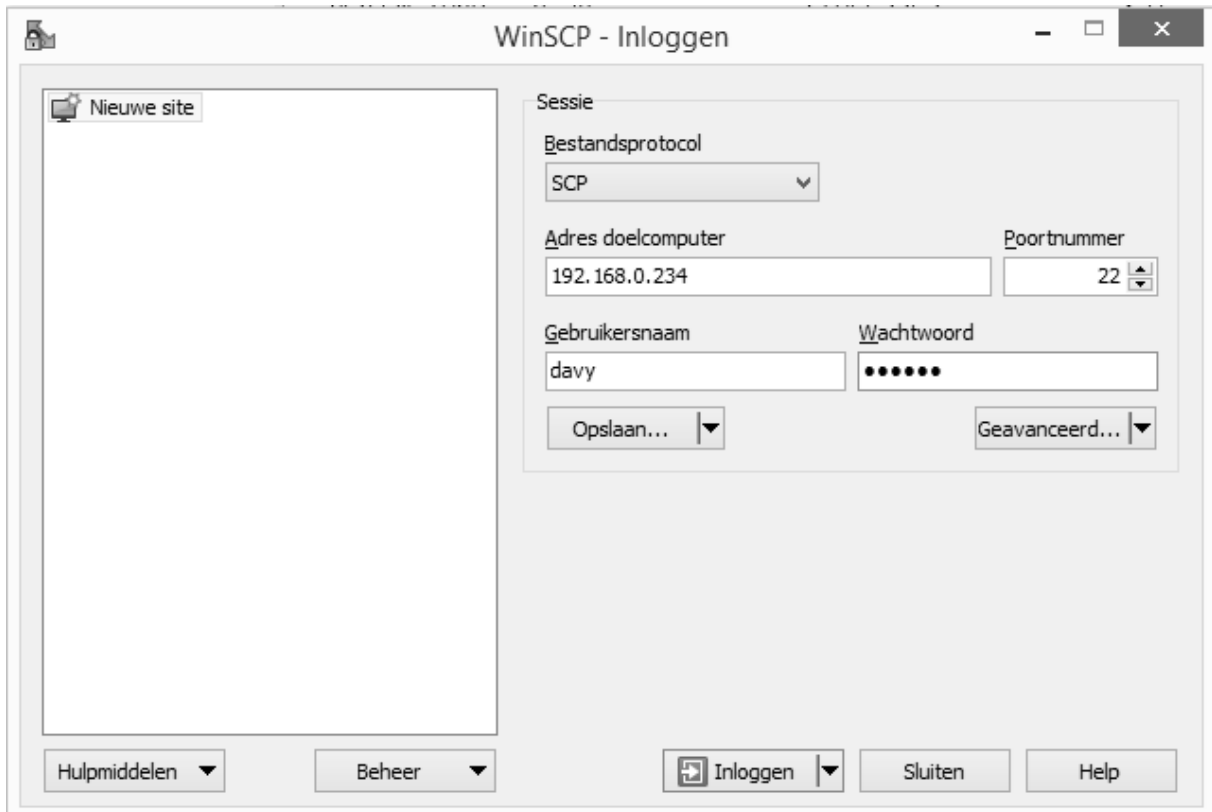 WinSCP - Inloggen
Nieuwe site
Sessie
Bestandsprotocol
SCP
Adres doelcomputer
Poortnummer
192.168.0.234
22
Gebruikersnaam
Wachtwoord
davy
••••••
Opslaan...
Geavanceerd...
Hulpmiddelen
Beheer
Inloggen
Sluiten
Help